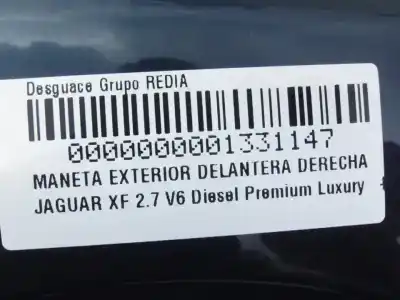 Desguace Grupo REDIA
0000000001331147
MANETA EXTERIOR DELANTERA DERECHA
JAGUAR XF 2.7 V6 Diesel Premium Luxury